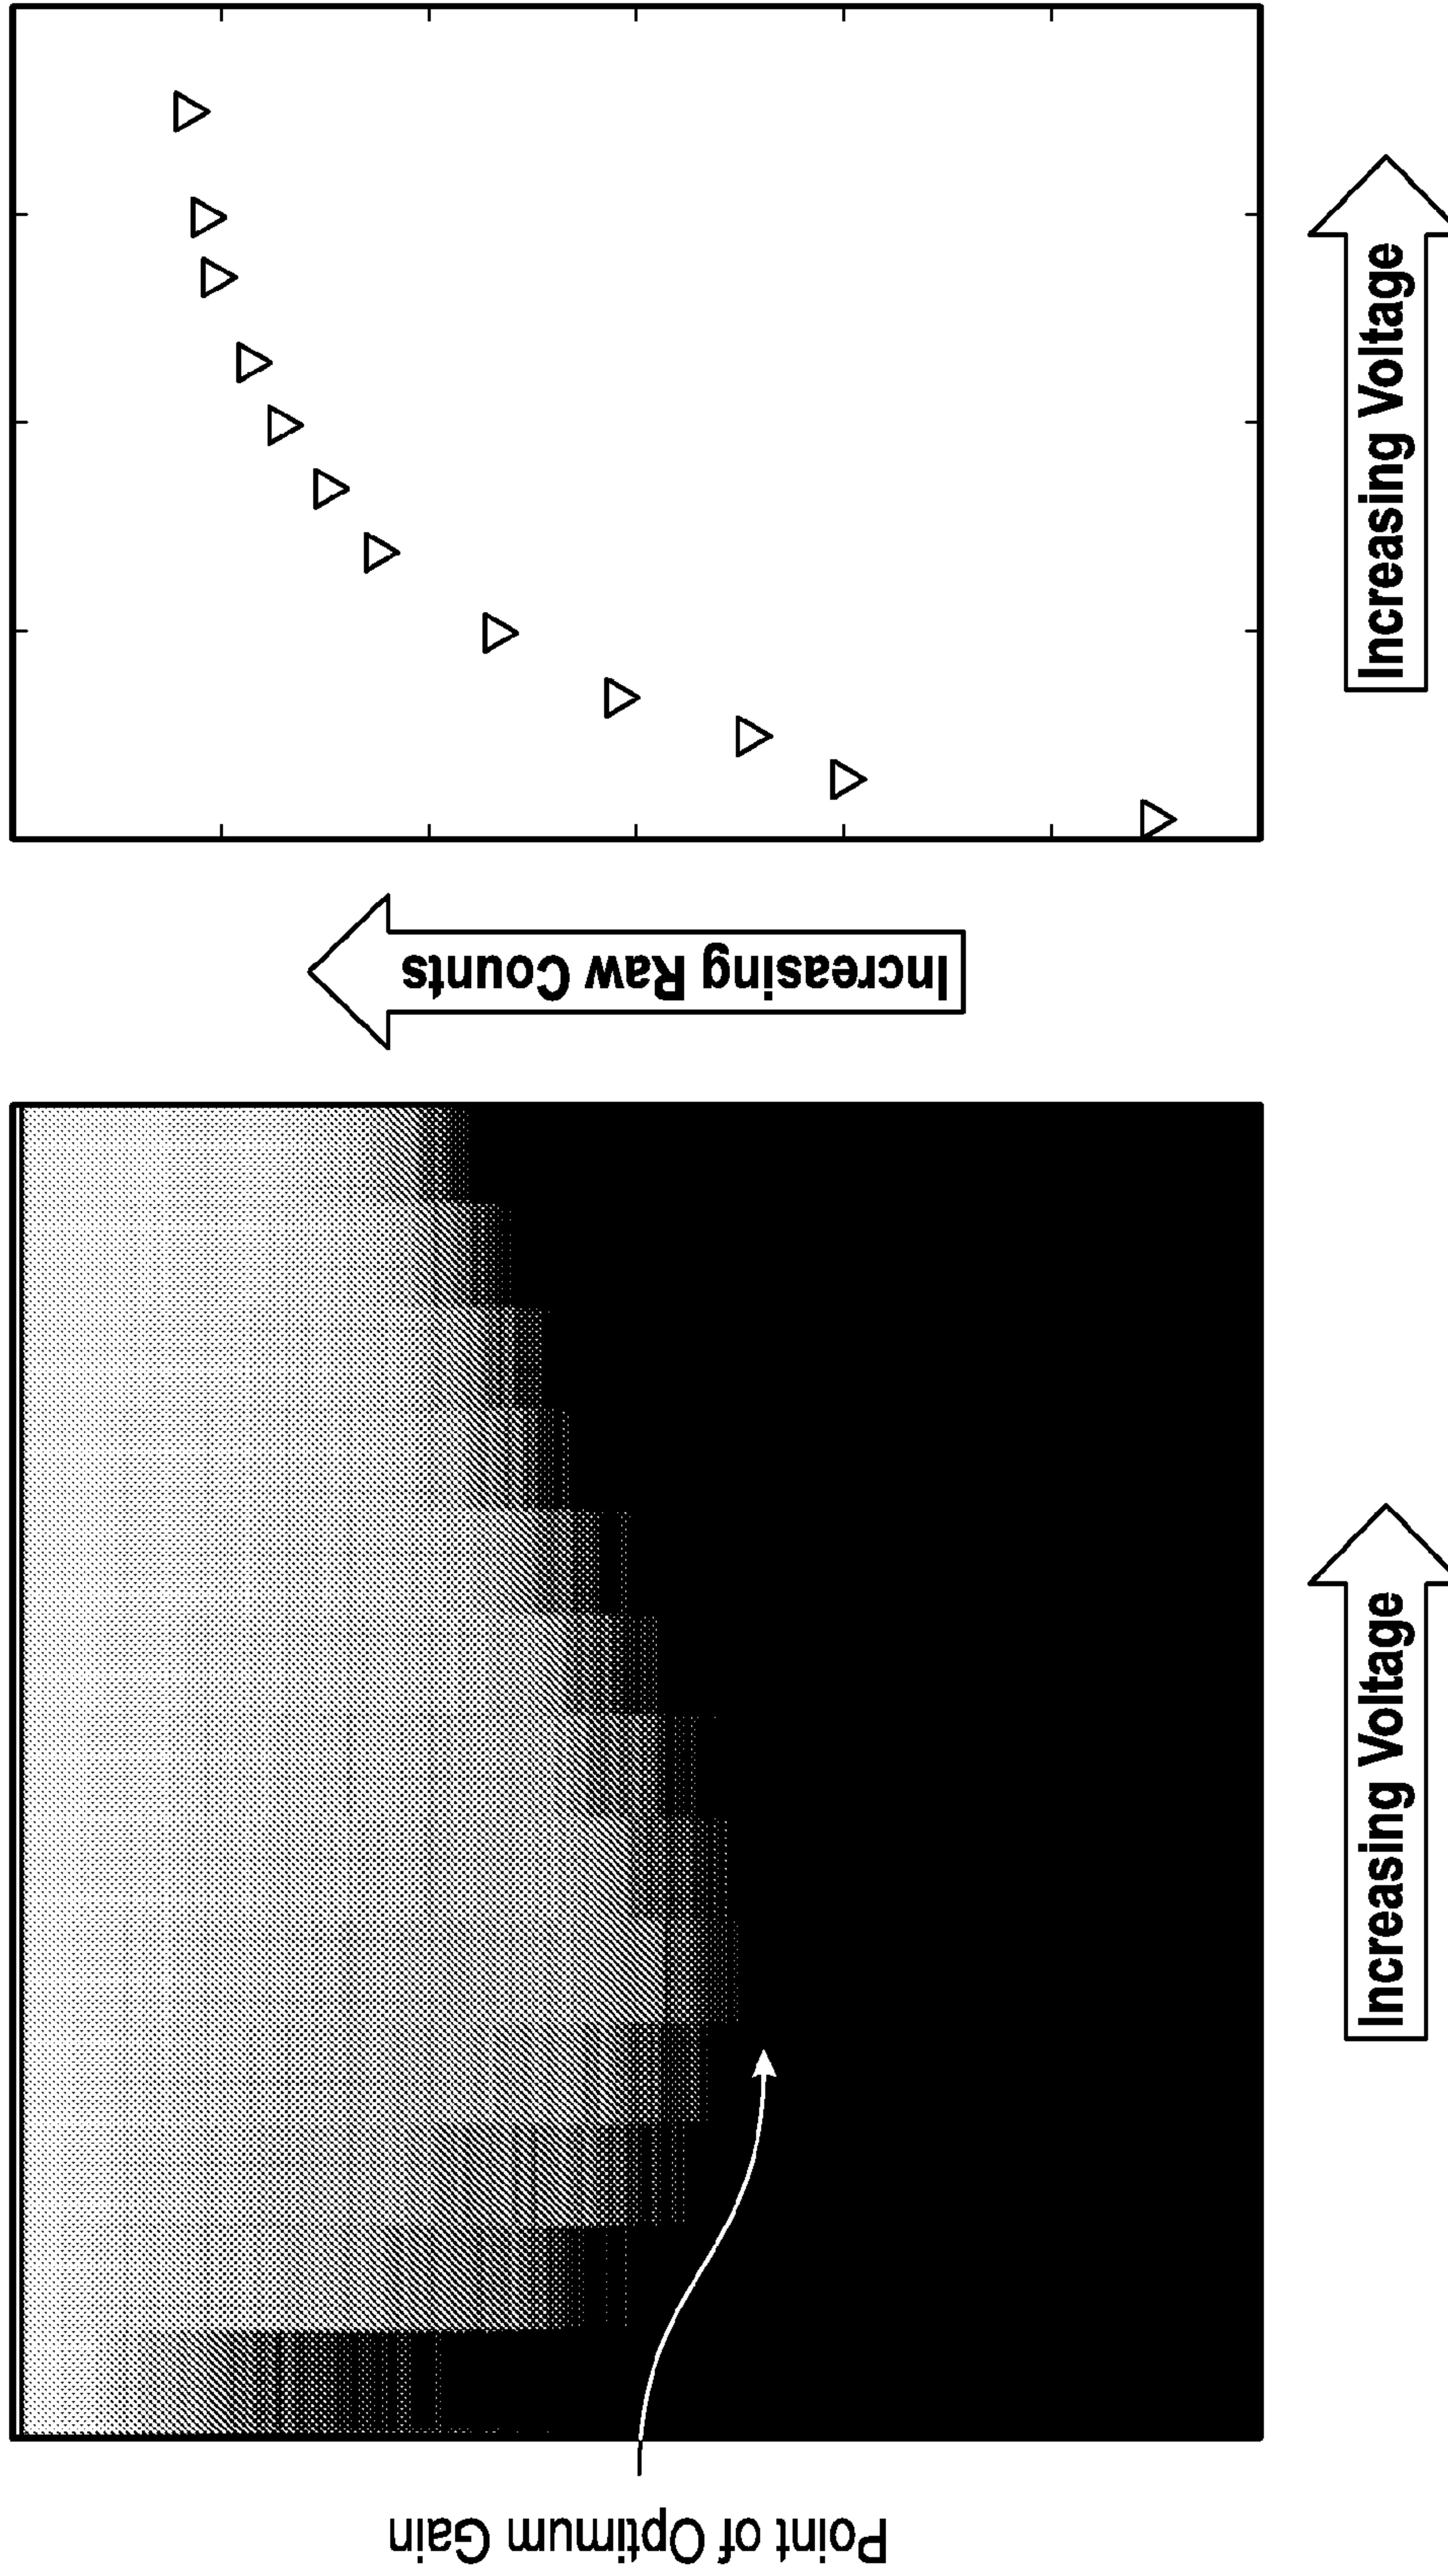 Increasing Raw Counts
Increasing Voltage
Point of Optimum Gain
Increasing Voltage